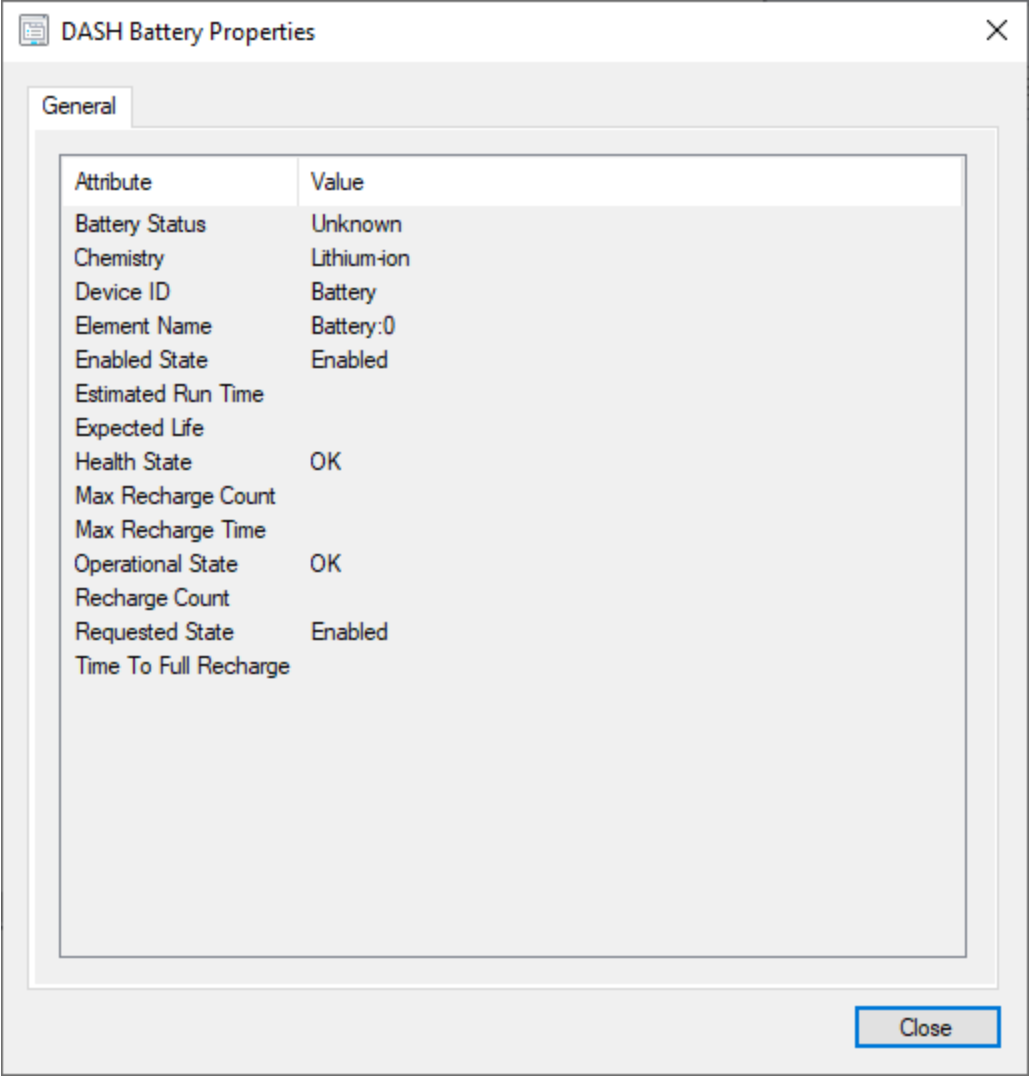 DASH Battery Properties
General
Attribute Value
Battery Status Unknown
Chemistry Lithium-ion
Device ID Battery
Element Name Battery:0
Enabled State Enabled
Estimated Run Time
Expected Life
Health State OK
Max Recharge Count
Max Recharge Time
Operational State OK
Recharge Count
Requested State Enabled
Time To Full Recharge
Close